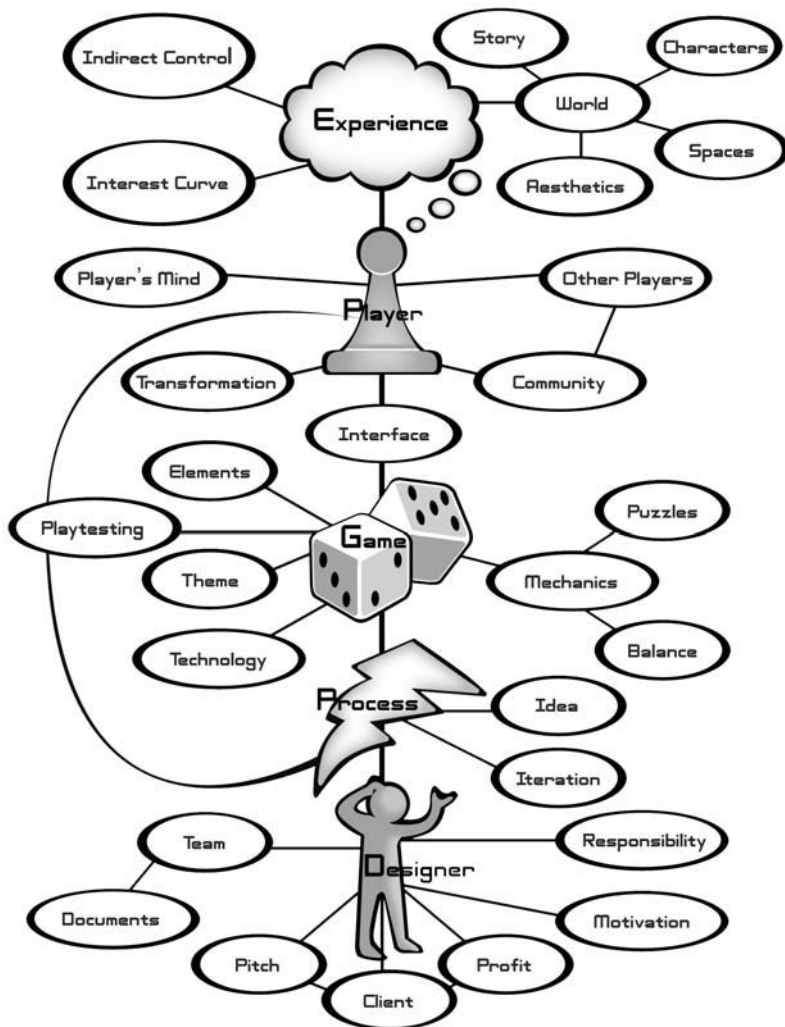 Story
Indirect Control
Characters
World
Experience
Spaces
Interest Curve
Aesthetics
Player's Mind
Other Players
Player
Transformation
Community
Interface
Elements
Puzzles
Playtesting
Game
Theme
Mechanics
Technology
Balance
Process
Idea
Iteration
Team
Responsibility
Designer
Documents
Motivation
Pitch
Profit
Client